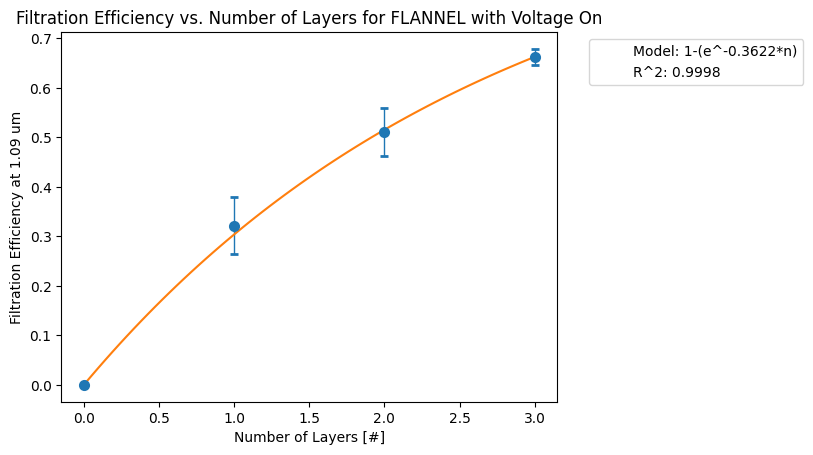 Filtration Efficiency vs. Number of Layers for FLANNEL with Voltage On
Model: 1-(e^-0.3622*n)
R^2: 0.9998
Filtration Efficiency at 1.09 um
0.7
0.6
0.5
0.4
0.3
0.2
0.1
0.0
0.0 0.5 1.0 1.5 2.0 2.5 3.0
Number of Layers [#]